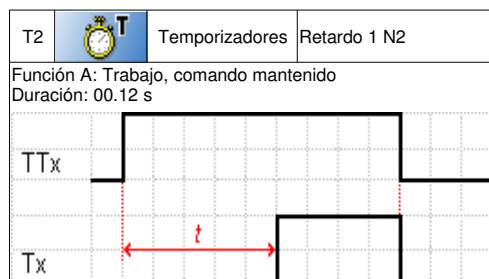 T2 T Temporizadores Retardo 1 N2
Función A: Trabajo, comando mantenido
Duración: 00.12 s
TTx
t
Tx